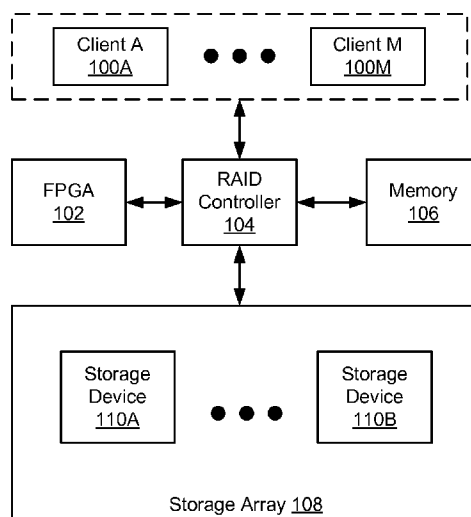 Client A
100A
Client M
100M
FPGA
102
RAID
Controller
104
Memory
106
Storage
Device
110A
Storage
Device
110B
Storage Array 108